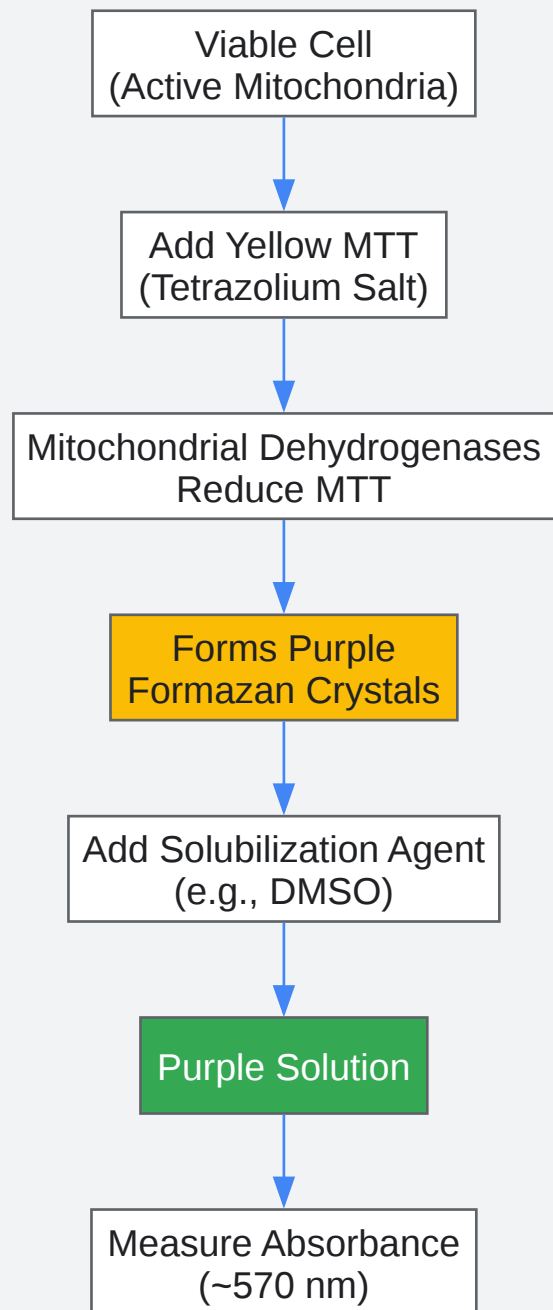 Viable Cell
(Active Mitochondria)
Add Yellow MTT
(Tetrazolium Salt)
Mitochondrial Dehydrogenases
Reduce MTT
Forms Purple
Formazan Crystals
Add Solubilization Agent
(e.g., DMSO)
Purple Solution
Measure Absorbance
(~570 nm)